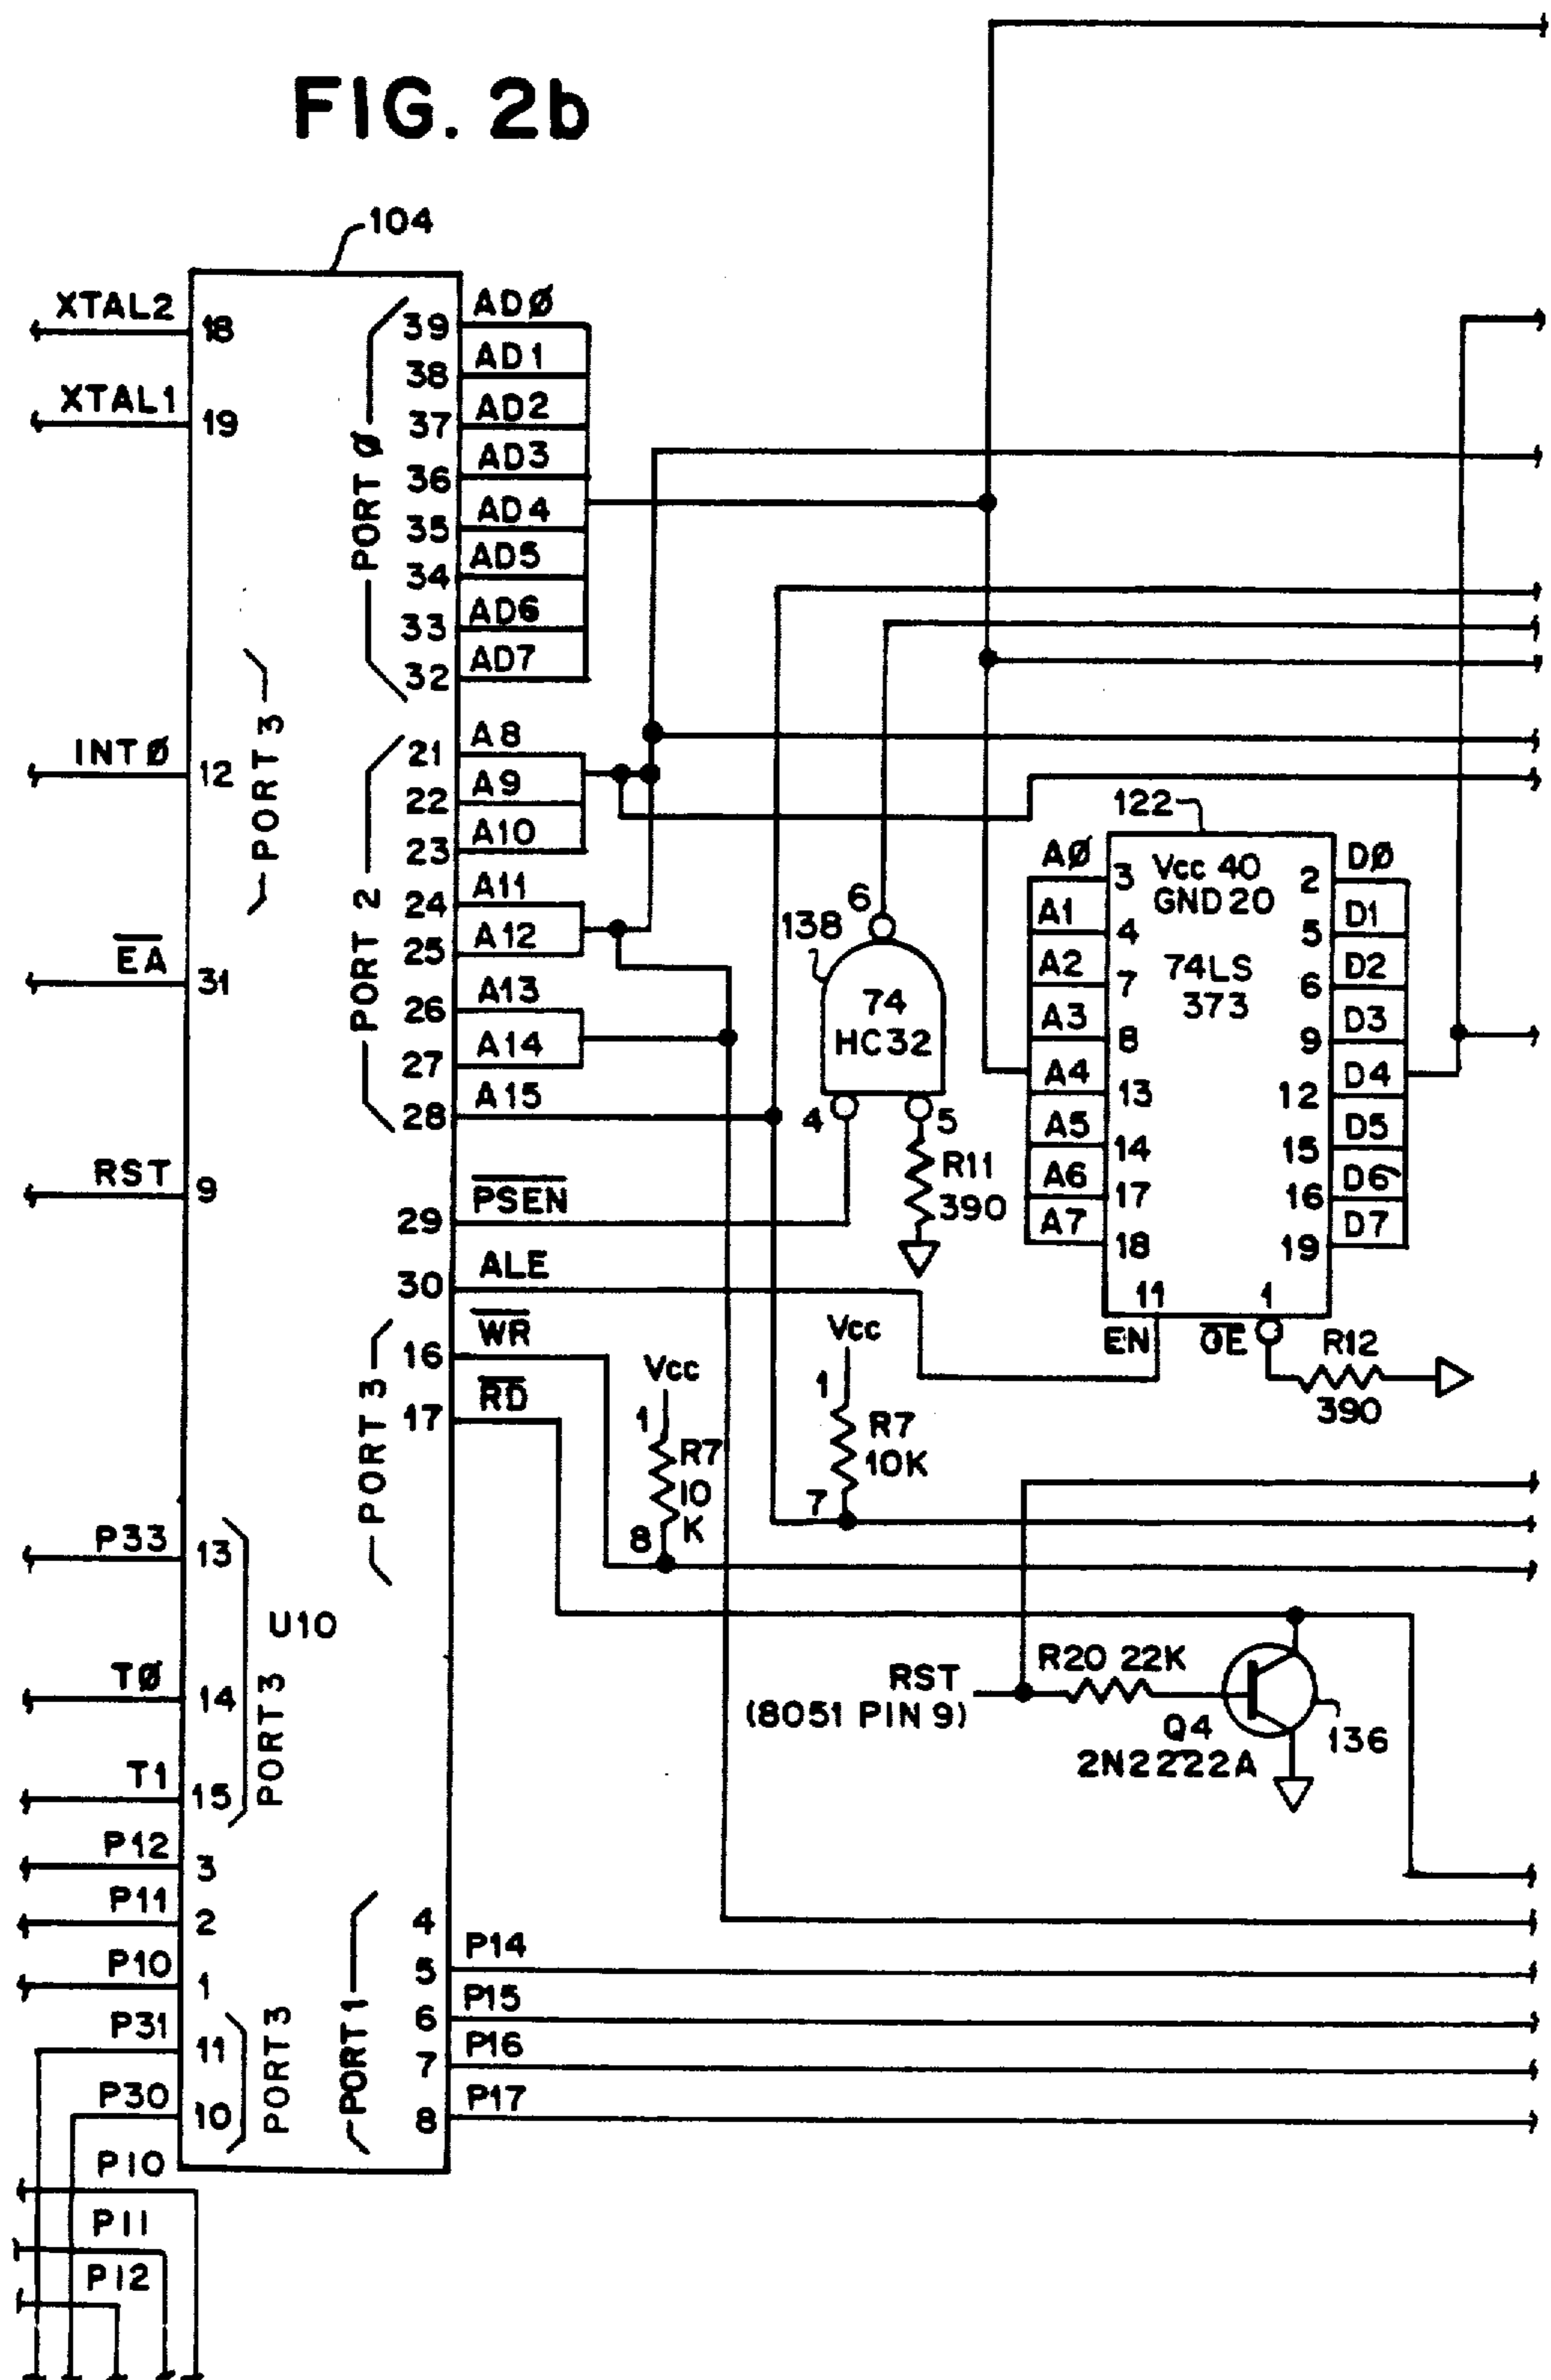 FIG. 2b
104
XTAL2
18
XTAL1
19
INTØ
12
PORT 3
EA
31
RST
9
P33
13
U10
TØ
14
PORT 3
T1
15
P12
3
P11
2
P10
1
P31
11
PORT 3
P30
10
P10
P11
P12
PORT Ø
39 ADØ
38 AD1
37 AD2
36 AD3
35 AD4
34 AD5
33 AD6
32 AD7
PORT 2
21 A8
22 A9
23 A10
24 A11
25 A12
26 A13
27 A14
28 A15
29 PSEN
30 ALE
PORT 3
16 WR
17 RD
PORT 1
4
5 P14
6 P15
7 P16
8 P17
6
138
74
HC32
4
5
R11
390
122
Vcc 40
GND 20
74LS
373
AØ 3
A1 4
A2 7
A3 8
A4 13
A5 14
A6 17
A7 18
2 DØ
5 D1
6 D2
9 D3
12 D4
15 D5
16 D6
19 D7
11
1
EN
OE
R12
390
Vcc
1
R7
10
K
8
Vcc
1
R7
10K
7
RST
(8051 PIN 9)
R20 22K
Q4
2N2222A
136